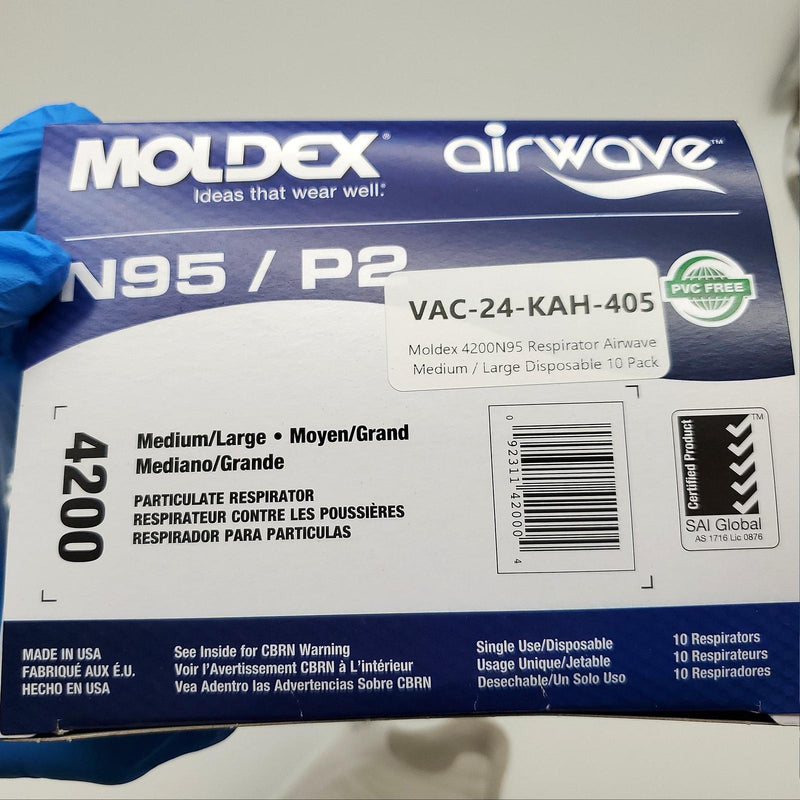 MOLDEX®
Ideas that wear well.®
airwave™
N95 / P2
PVC FREE
VAC-24-KAH-405
Moldex 4200N95 Respirator Airwave
Medium / Large Disposable 10 Pack
4200
Medium/Large • Moyen/Grand
Mediano/Grande
PARTICULATE RESPIRATOR
RESPIRATEUR CONTRE LES POUSSIÈRES
RESPIRADOR PARA PARTICULAS
0 92311 42000 4
Certified Product
TM
SAI Global
AS 1716 Lic 0876
MADE IN USA
FABRIQUÉ AUX É.U.
HECHO EN USA
See Inside for CBRN Warning
Voir l'Avertissement CBRN à L'intérieur
Vea Adentro las Advertencias Sobre CBRN
Single Use/Disposable
Usage Unique/Jetable
Desechable/Un Solo Uso
10 Respirators
10 Respirateurs
10 Respiradores